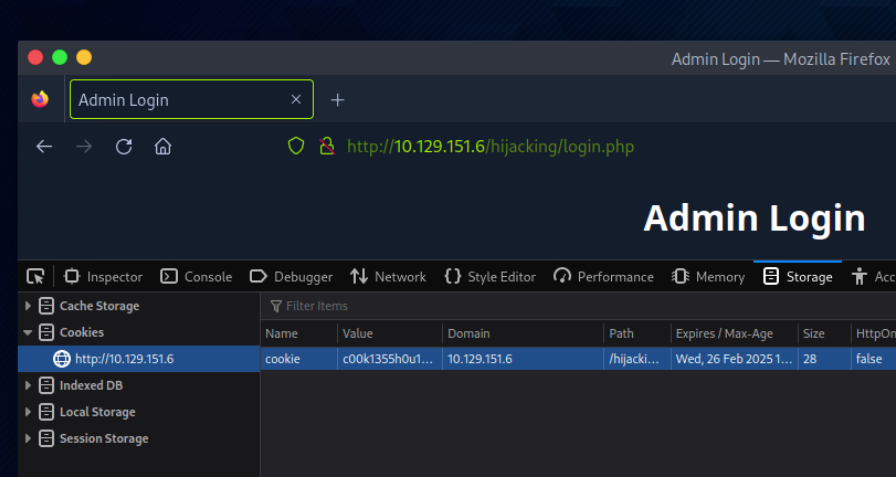 Admin Login — Mozilla Firefox
Admin Login
http://10.129.151.6/hijacking/login.php
Admin Login
Inspector Console Debugger Network Style Editor Performance Memory Storage Acc
Cache Storage
Filter Items
Cookies
Name Value Domain Path Expires / Max-Age Size HttpOn
http://10.129.151.6
cookie c00k1355h0u1... 10.129.151.6 /hijacki... Wed, 26 Feb 2025 1... 28 false
Indexed DB
Local Storage
Session Storage